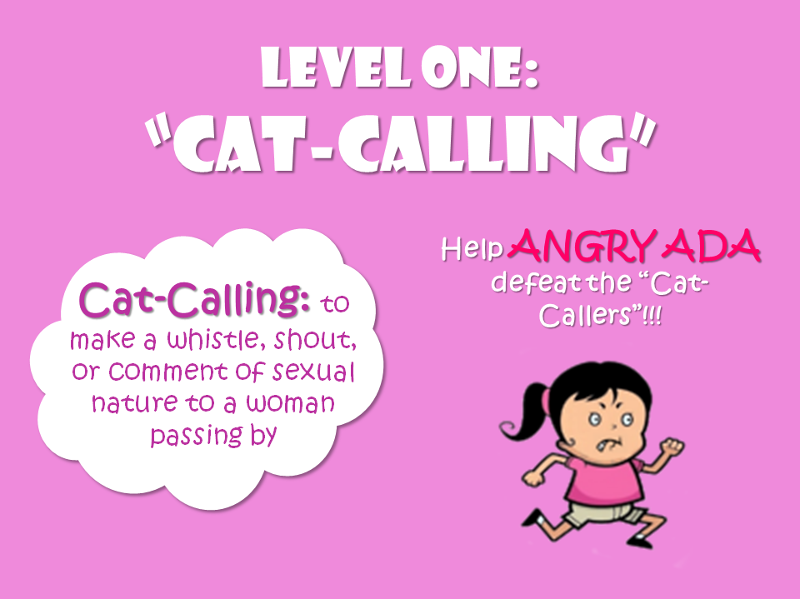 LEVEL ONE:
“CAT-CALLING”
Cat-Calling: to
make a whistle, shout,
or comment of sexual
nature to a woman
passing by
Help ANGRY ADA
defeat the “Cat-
Callers”!!!